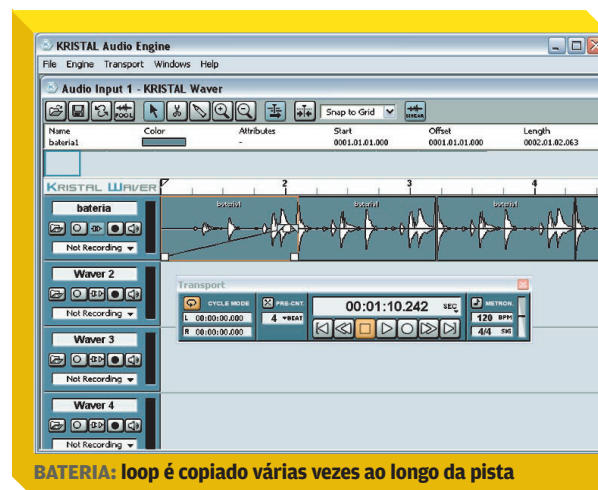 KRISTAL Audio Engine
File Engine Transport Windows Help
Audio Input 1 - KRISTAL Waver
POOL Snap to Grid
Name Color Attributes Start Offset Length
bateria1 - 0001.01.01.000 0001.01.01.000 0002.01.02.063
KRISTAL WAVER 2 3 4
bateria
bateria1 bateria1 bateria1
Not Recording
Waver 2
Not Recording
Transport
CYCLE MODE PRE-CNT. 00:01:10.242 SEC METRON.
L 00:00:00.000 4 BEAT 120 BPM
R 00:00:00.000 4/4 SIG
Waver 3
Not Recording
Waver 4
Not Recording
BATERIA: loop é copiado várias vezes ao longo da pista